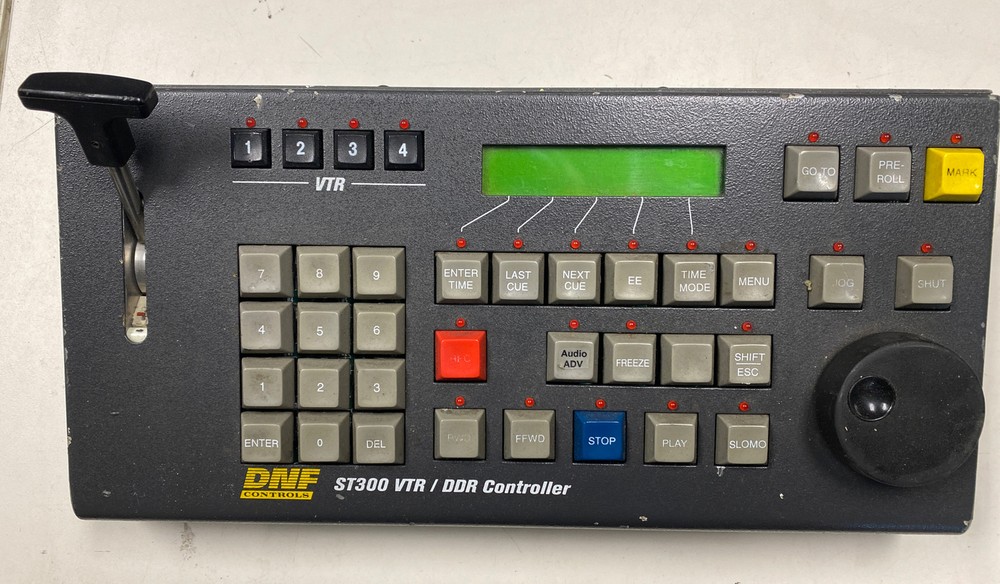 1 2 3 4
VTR
GO TO
PRE-
ROLL
MARK
7 8 9
4 5 6
1 2 3
ENTER 0 DEL
ENTER
TIME
LAST
CUE
NEXT
CUE
EE
TIME
MODE
MENU
JOG
SHUT
REC
Audio
ADV
FREEZE
SHIFT
ESC
FFWD
STOP
PLAY
SLOMO
DNF
CONTROLS
ST300 VTR / DDR Controller